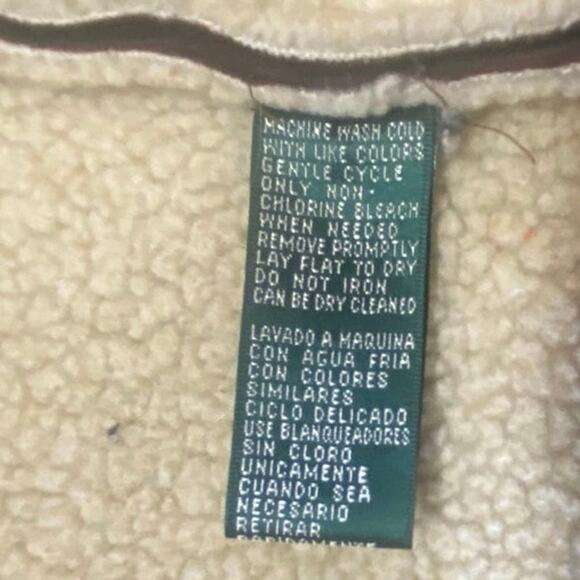 MACHINE WASH COLD
WITH LIKE COLORS
GENTLE CYCLE
ONLY NON-
CHLORINE BLEACH
WHEN NEEDED
REMOVE PROMPTLY
LAY FLAT TO DRY
DO NOT IRON
CAN BE DRY CLEANED
LAVADO A MAQUINA
CON AGUA FRIA
CON COLORES
SIMILARES
CICLO DELICADO
USE BLANQUEADORES
SIN CLORO
UNICAMENTE
CUANDO SEA
NECESARIO
RETIRAR